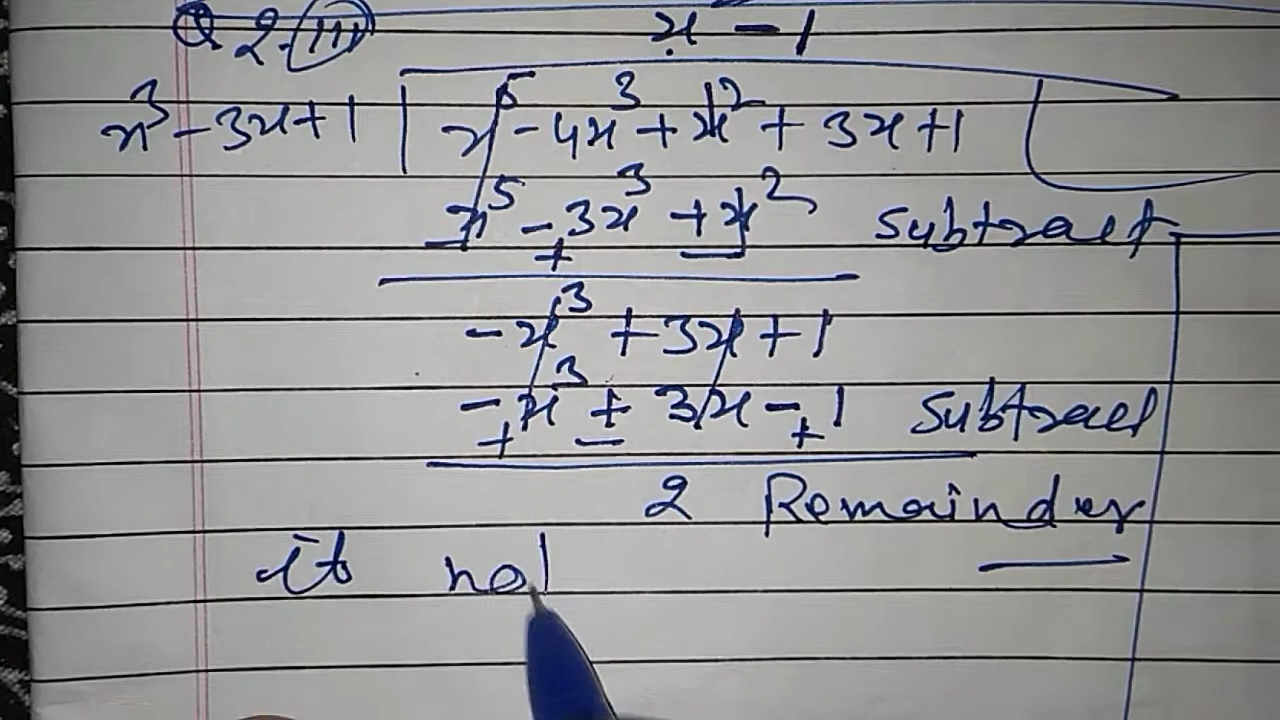 Q 2.(iii)
x - 1
x³ - 3x + 1 | x⁵ - 4x³ + x² + 3x + 1
x⁵ - 3x³ + x² subtract
- + -
- x³ + 3x + 1
- x³ + 3x - 1 subtract
+ - +
2 Remainder
it not